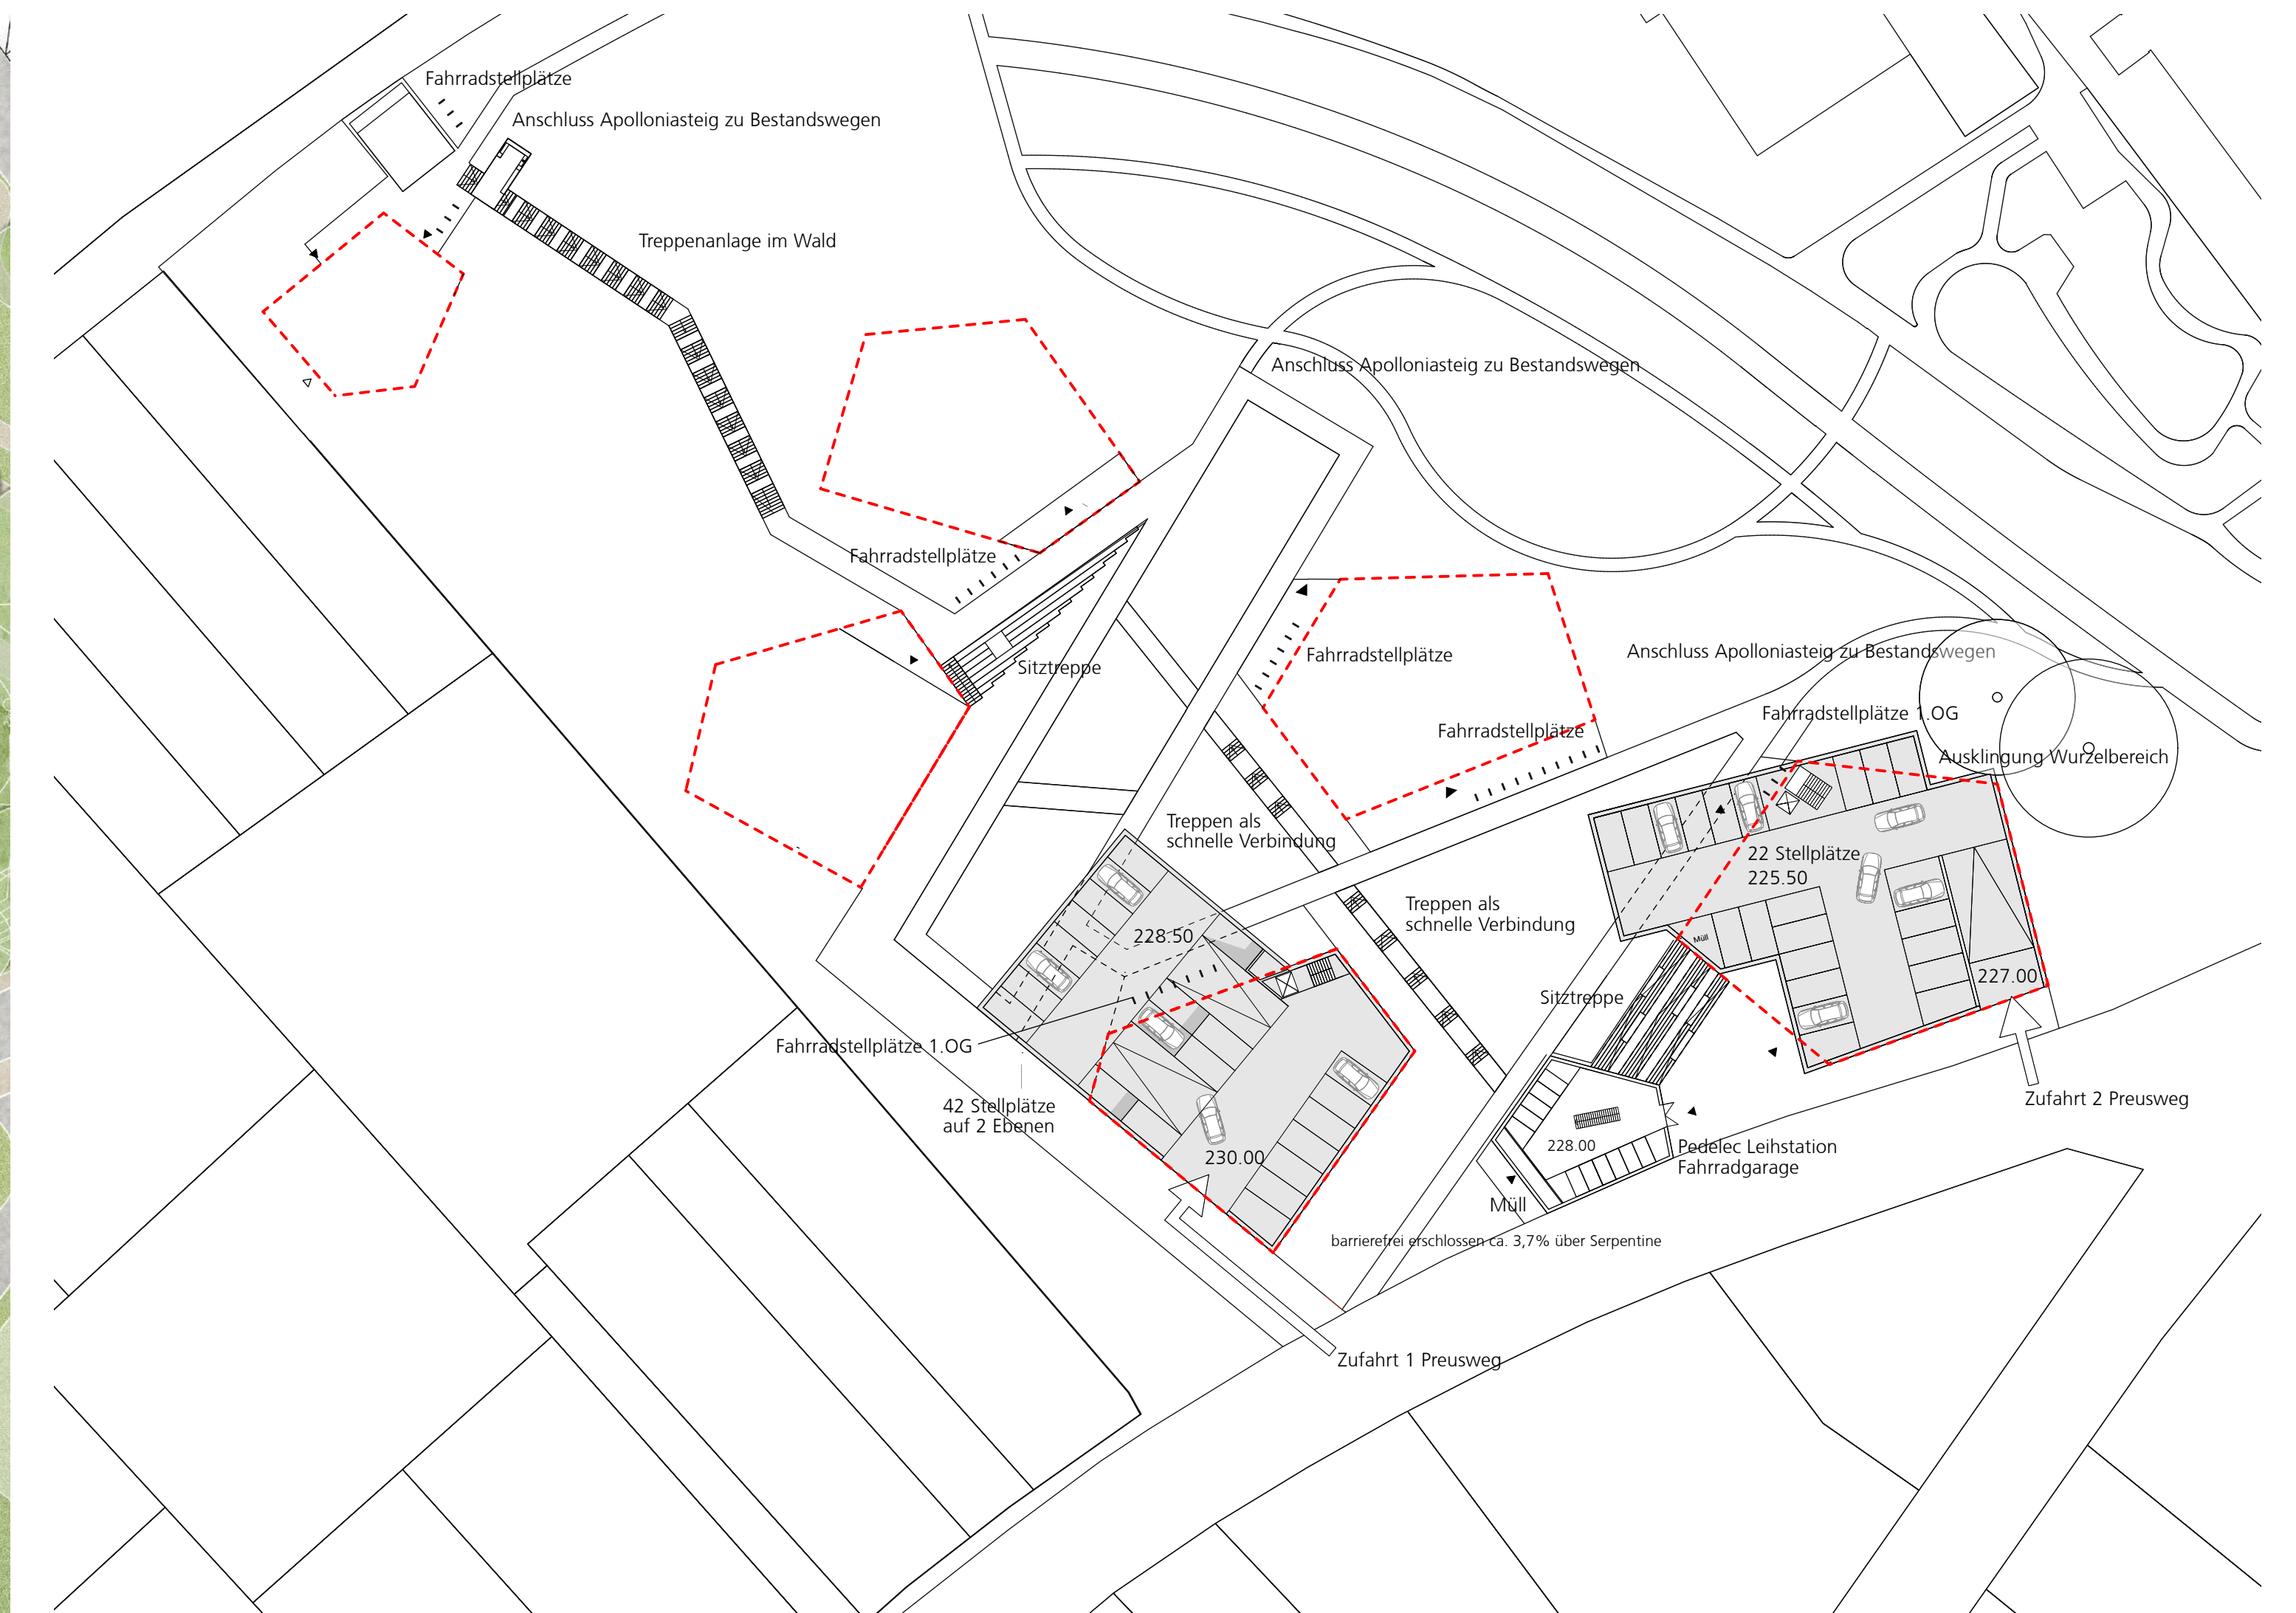 Fahrradstellplätze
Anschluss Apolloniasteig zu Bestandswegen
Treppenanlage im Wald
Anschluss Apolloniasteig zu Bestandswegen
Fahrradstellplätze
Sitztreppe
Fahrradstellplätze
Anschluss Apolloniasteig zu Bestandswegen
Fahrradstellplätze 1.OG
Fahrradstellplätze
Ausklingung Wurzelbereich
Treppen als
schnelle Verbindung
22 Stellplätze
225.50
Treppen als
schnelle Verbindung
228.50
Müll
227.00
Sitztreppe
Fahrradstellplätze 1.OG
42 Stellplätze
auf 2 Ebenen
Zufahrt 2 Preusweg
230.00
228.00
Pedelec Leihstation
Fahrradgarage
Müll
barrierefrei erschlossen ca. 3,7% über Serpentine
Zufahrt 1 Preusweg